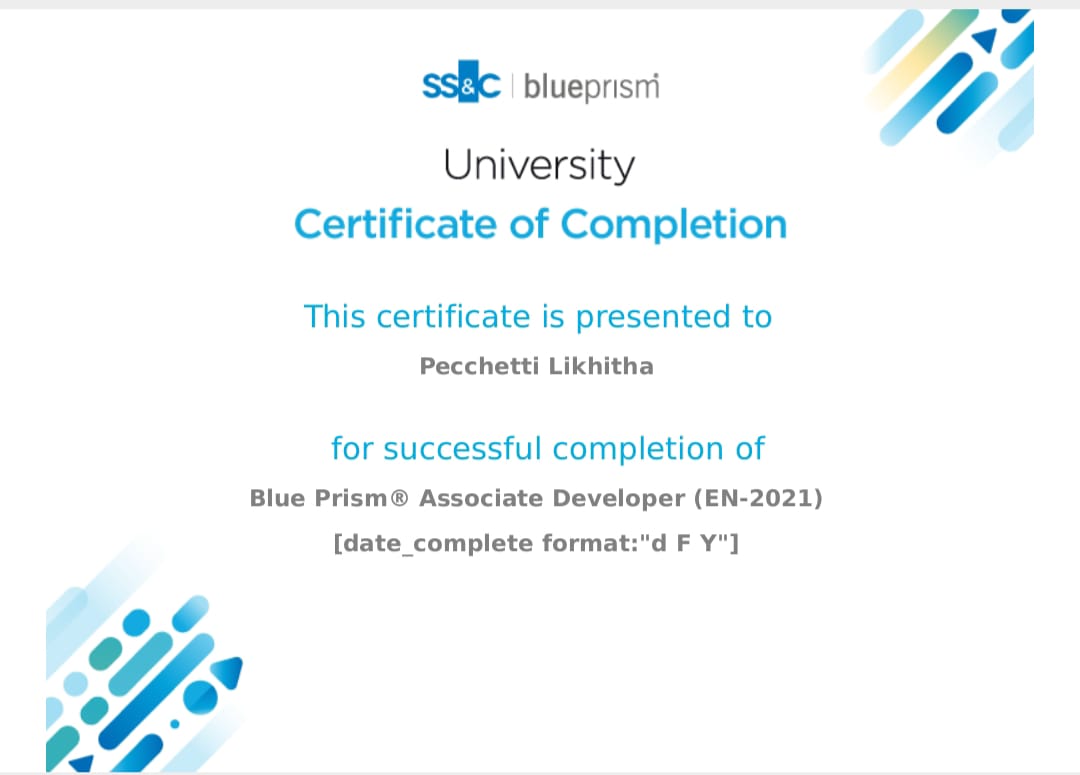 SS&C | blueprism
University
Certificate of Completion
This certificate is presented to
Pecchetti Likhitha
for successful completion of
Blue Prism® Associate Developer (EN-2021)
[date_complete format:"d F Y"]